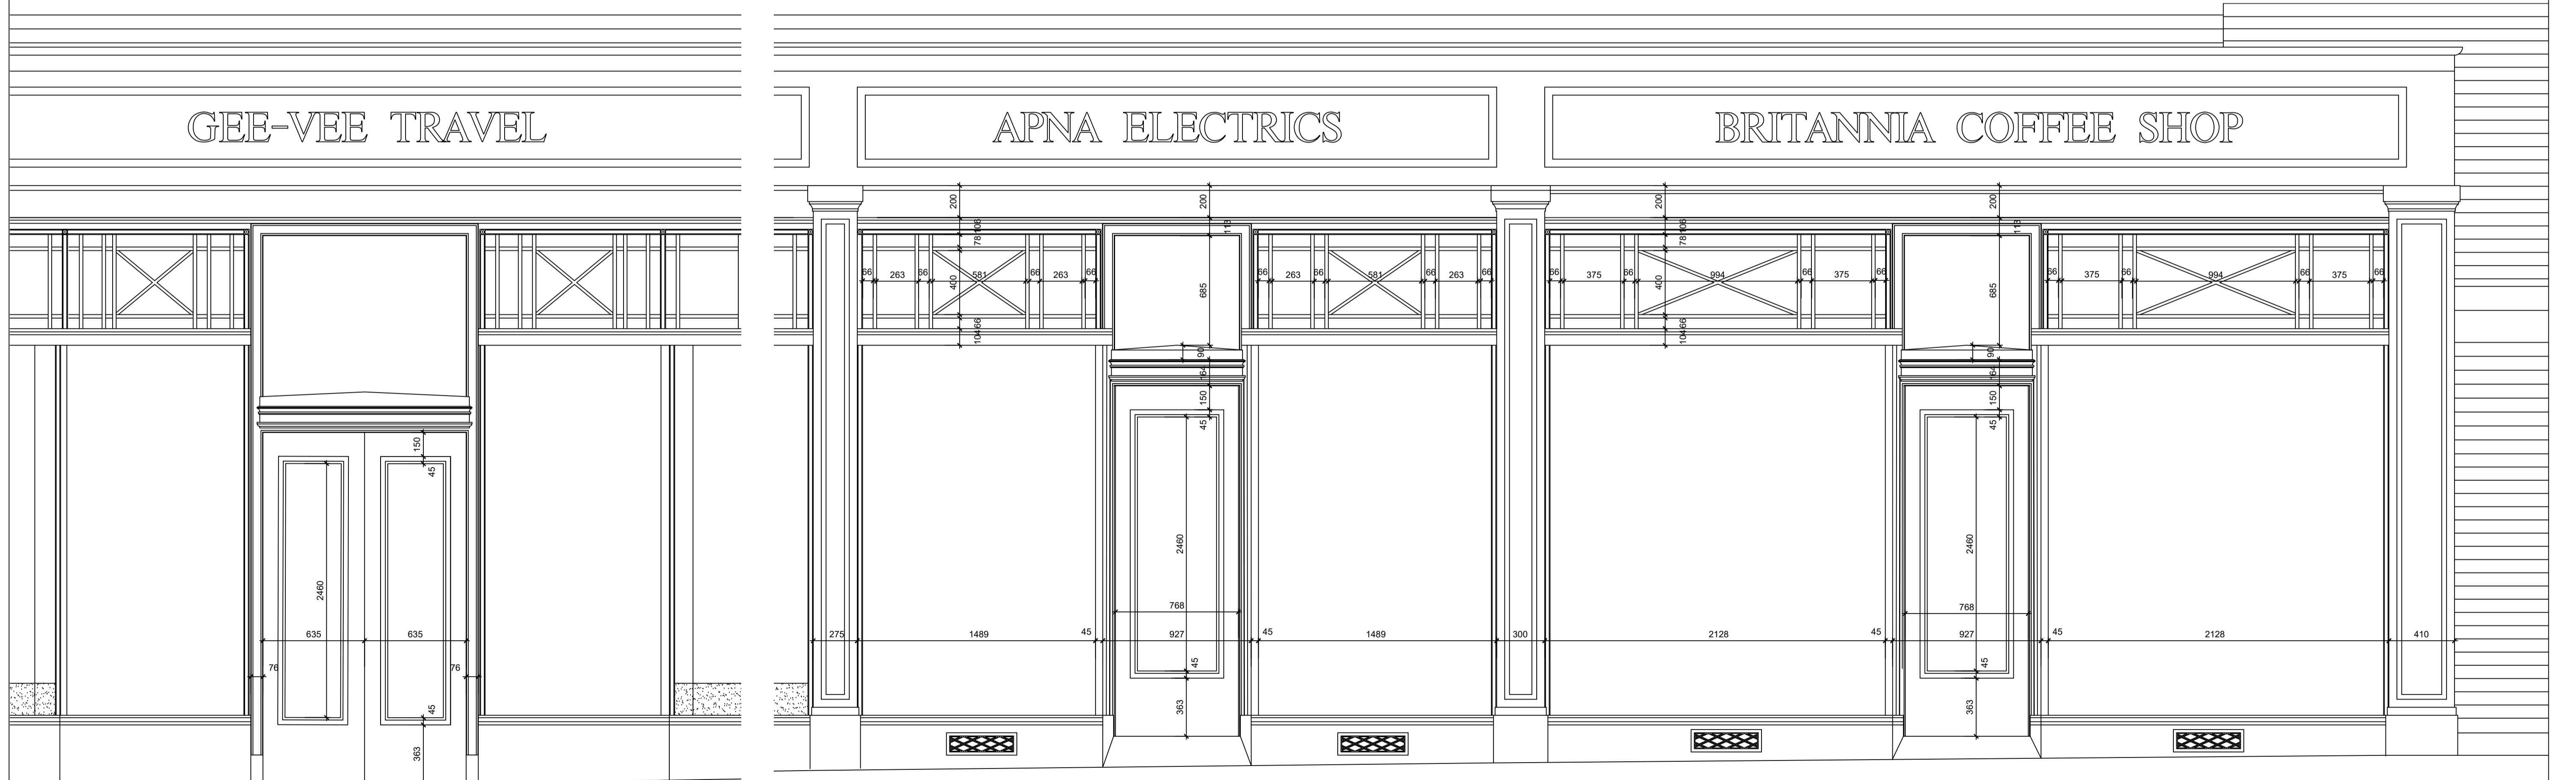 GEE-VEE TRAVEL
APNA ELECTRICS
BRITANNIA COFFEE SHOP
200 200 200 200
106 113 106 113
78 78
66 263 66 581 66 263 66 66 263 66 581 66 263 66 66 375 66 994 66 375 66 66 375 66 994 66 375 66
400 685 400 685
66 66
104 104
90 90
164 164
150 150 150
45 45 45
2460 2460 2460
768 768
635 635 275 1489 45 927 45 1489 300 2128 45 927 45 2128 410
76 76 45 45
45 363 363
363